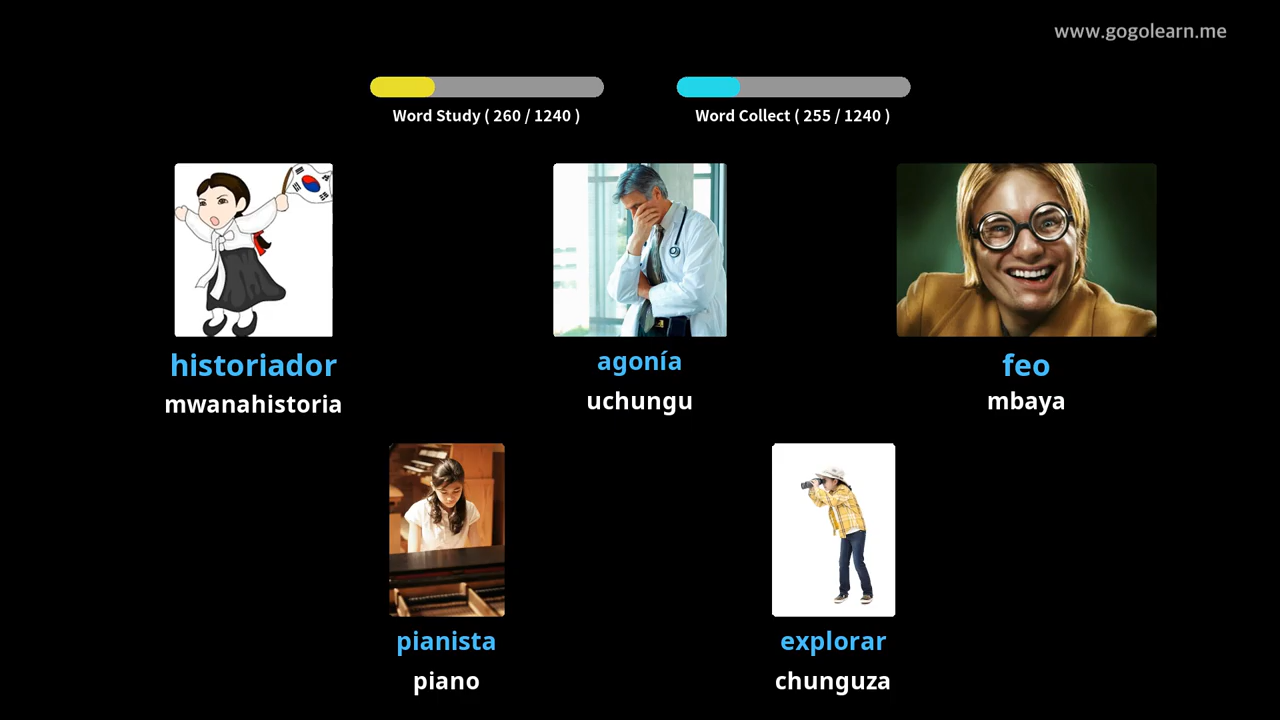 www.gogolearn.me
Word Study ( 260 / 1240 )
Word Collect ( 255 / 1240 )
historiador
mwanahistoria
agonía
uchungu
feo
mbaya
pianista
piano
explorar
chunguza